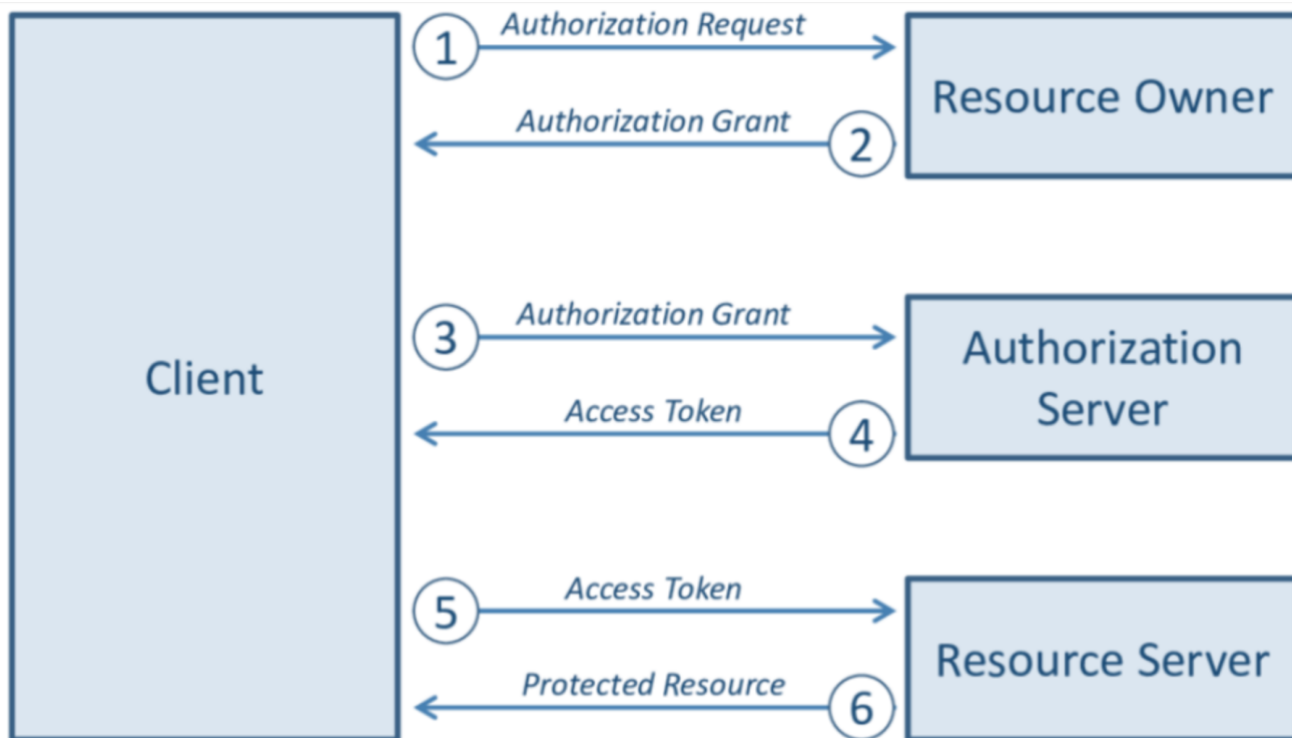 Authorization Request
1
Resource Owner
Authorization Grant
2
Client
Authorization Grant
3
Authorization
Server
Access Token
4
Access Token
5
Resource Server
Protected Resource
6